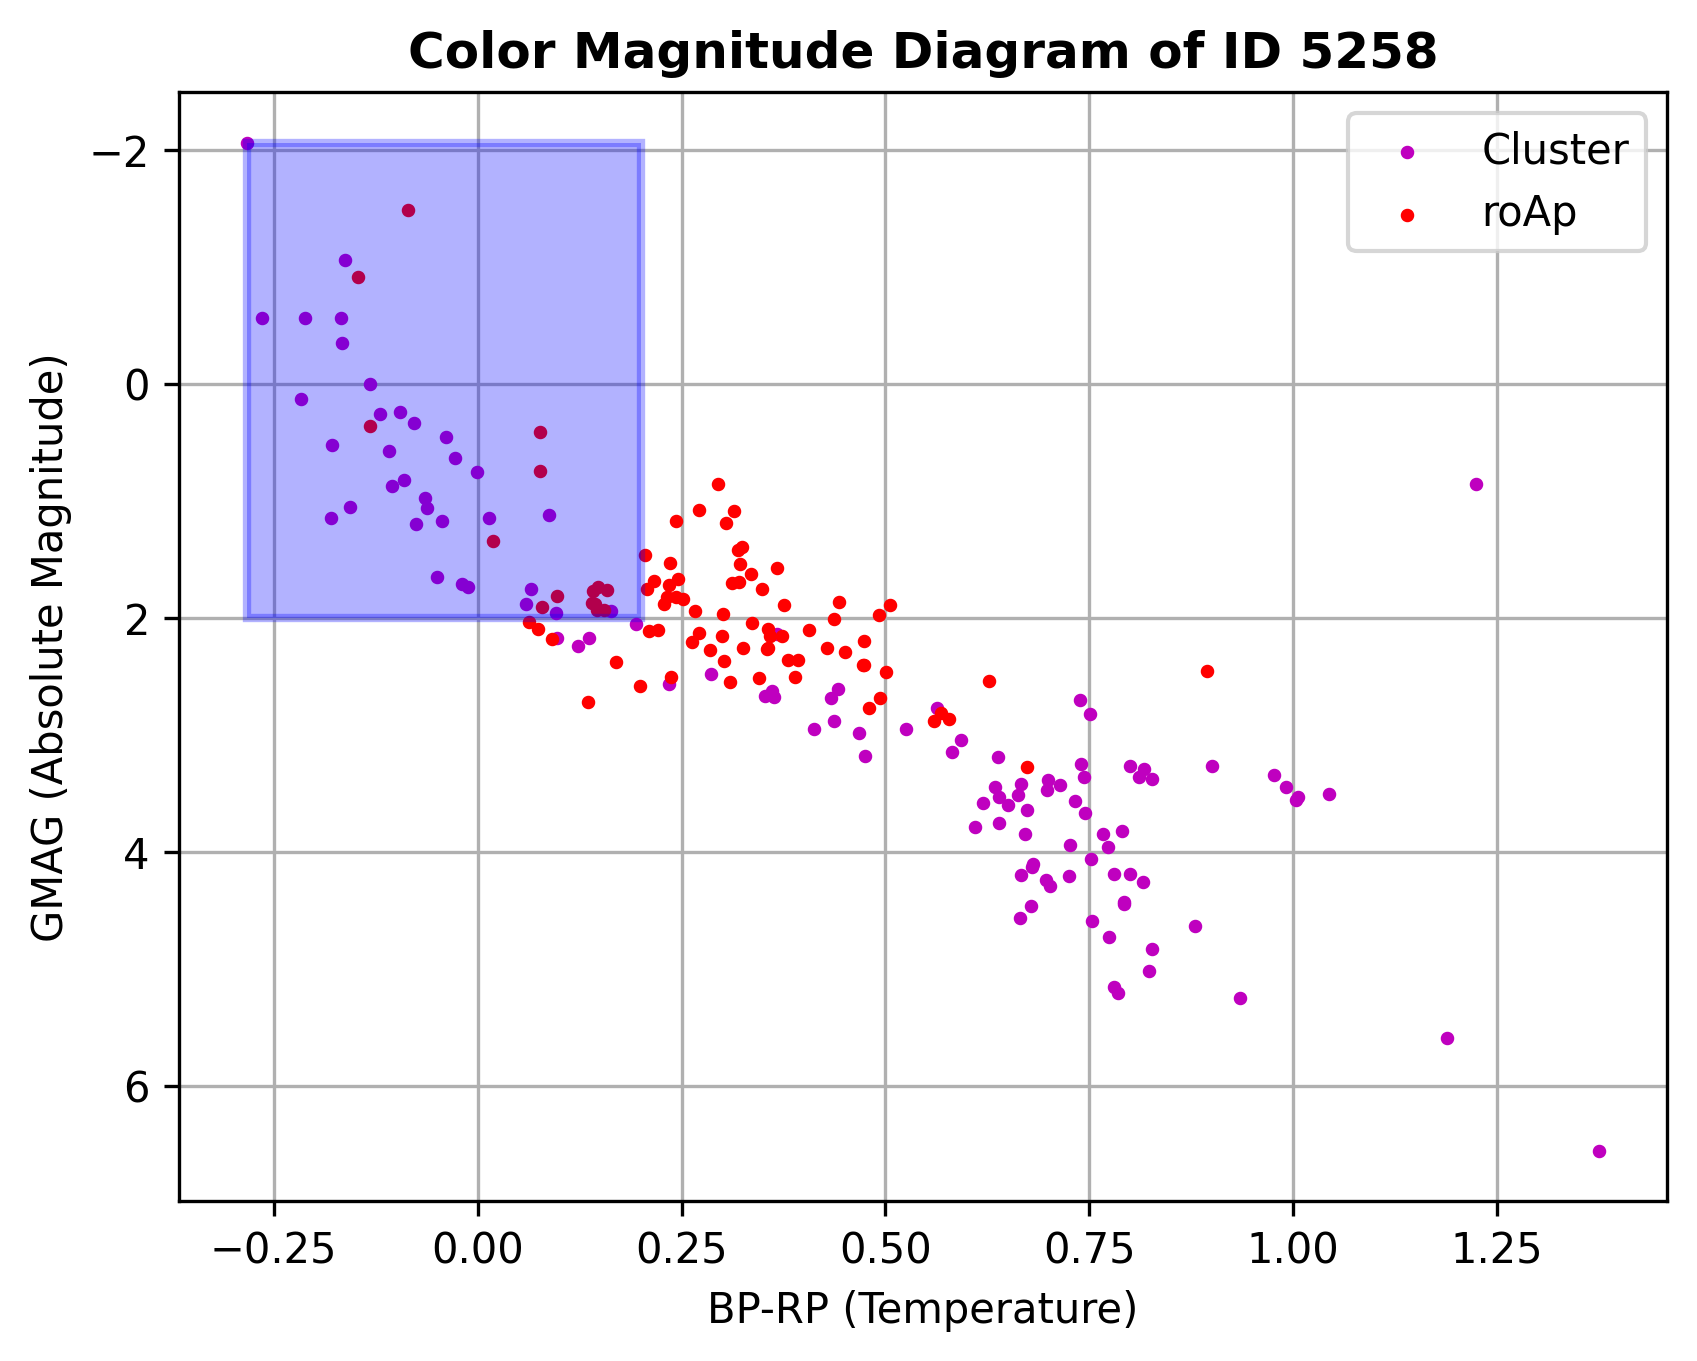 Color Magnitude Diagram of ID 5258
Cluster
roAp
GMAG (Absolute Magnitude)
−2
0
2
4
6
−0.25 0.00 0.25 0.50 0.75 1.00 1.25
BP-RP (Temperature)